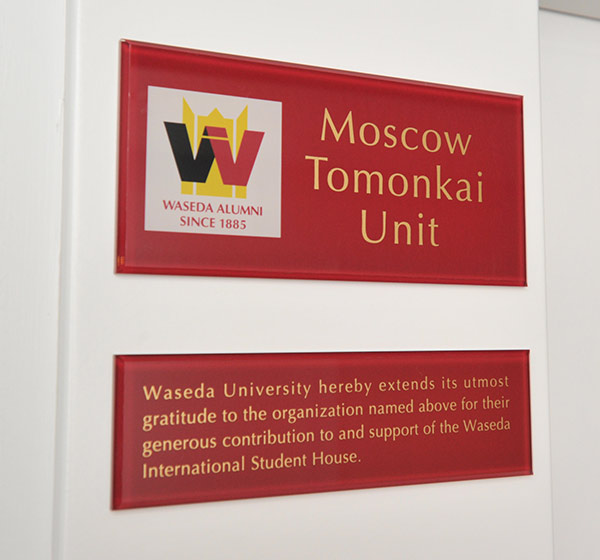 Moscow
Tomonkai
Unit
WASEDA ALUMNI
SINCE 1885
Waseda University hereby extends its utmost
gratitude to the organization named above for their
generous contribution to and support of the Waseda
International Student House.